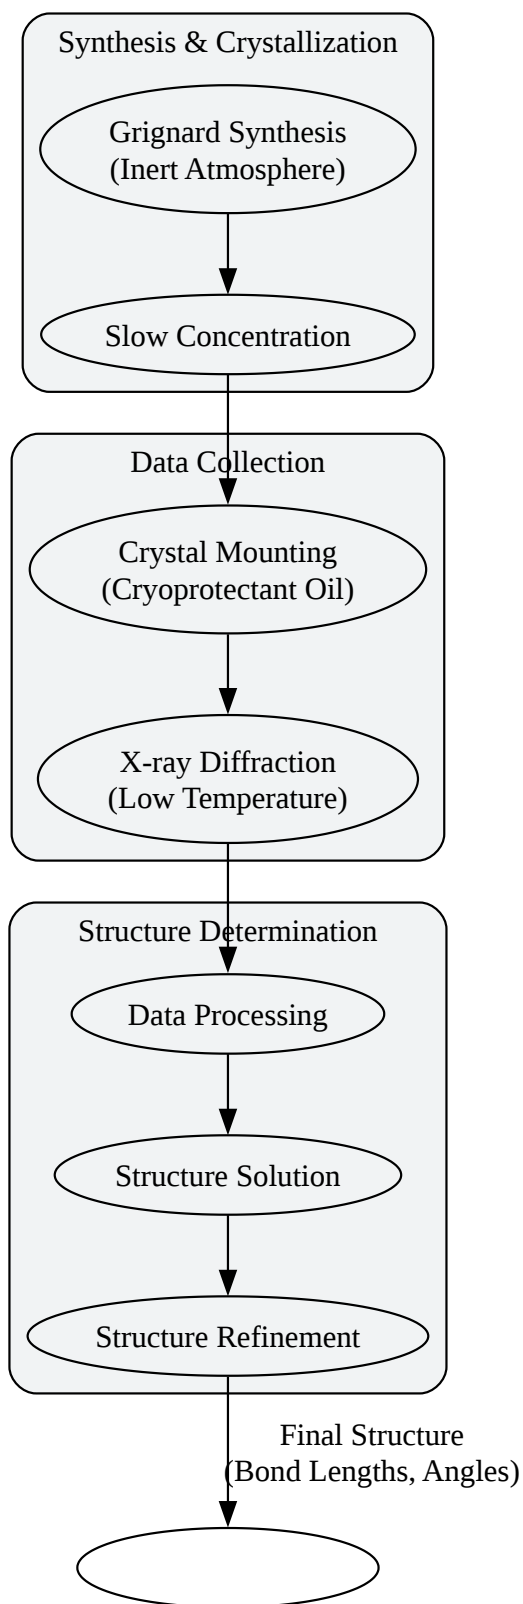 Synthesis & Crystallization
Grignard Synthesis
(Inert Atmosphere)
Slow Concentration
Data Collection
Crystal Mounting
(Cryoprotectant Oil)
X-ray Diffraction
(Low Temperature)
Structure Determination
Data Processing
Structure Solution
Structure Refinement
Final Structure
(Bond Lengths, Angles)